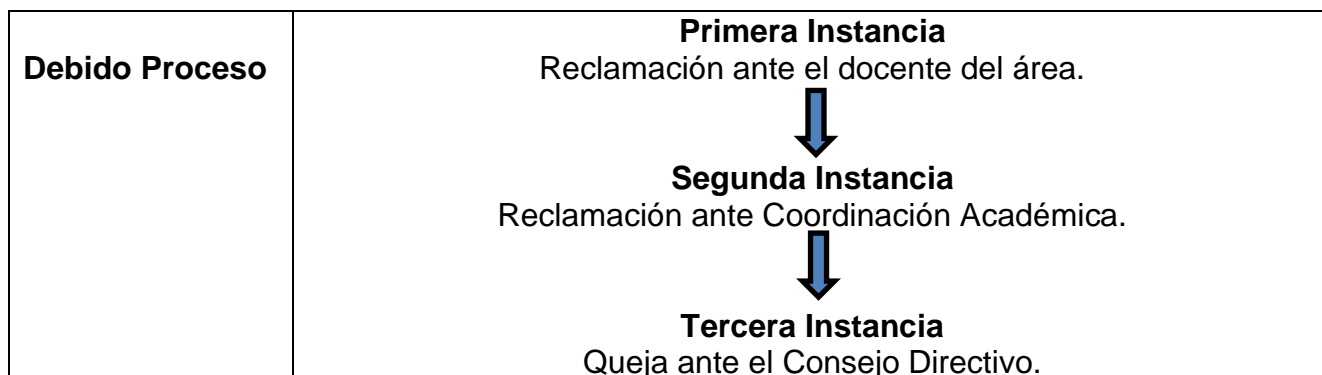 Debido Proceso
Primera Instancia
Reclamación ante el docente del área.
Segunda Instancia
Reclamación ante Coordinación Académica.
Tercera Instancia
Queja ante el Consejo Directivo.